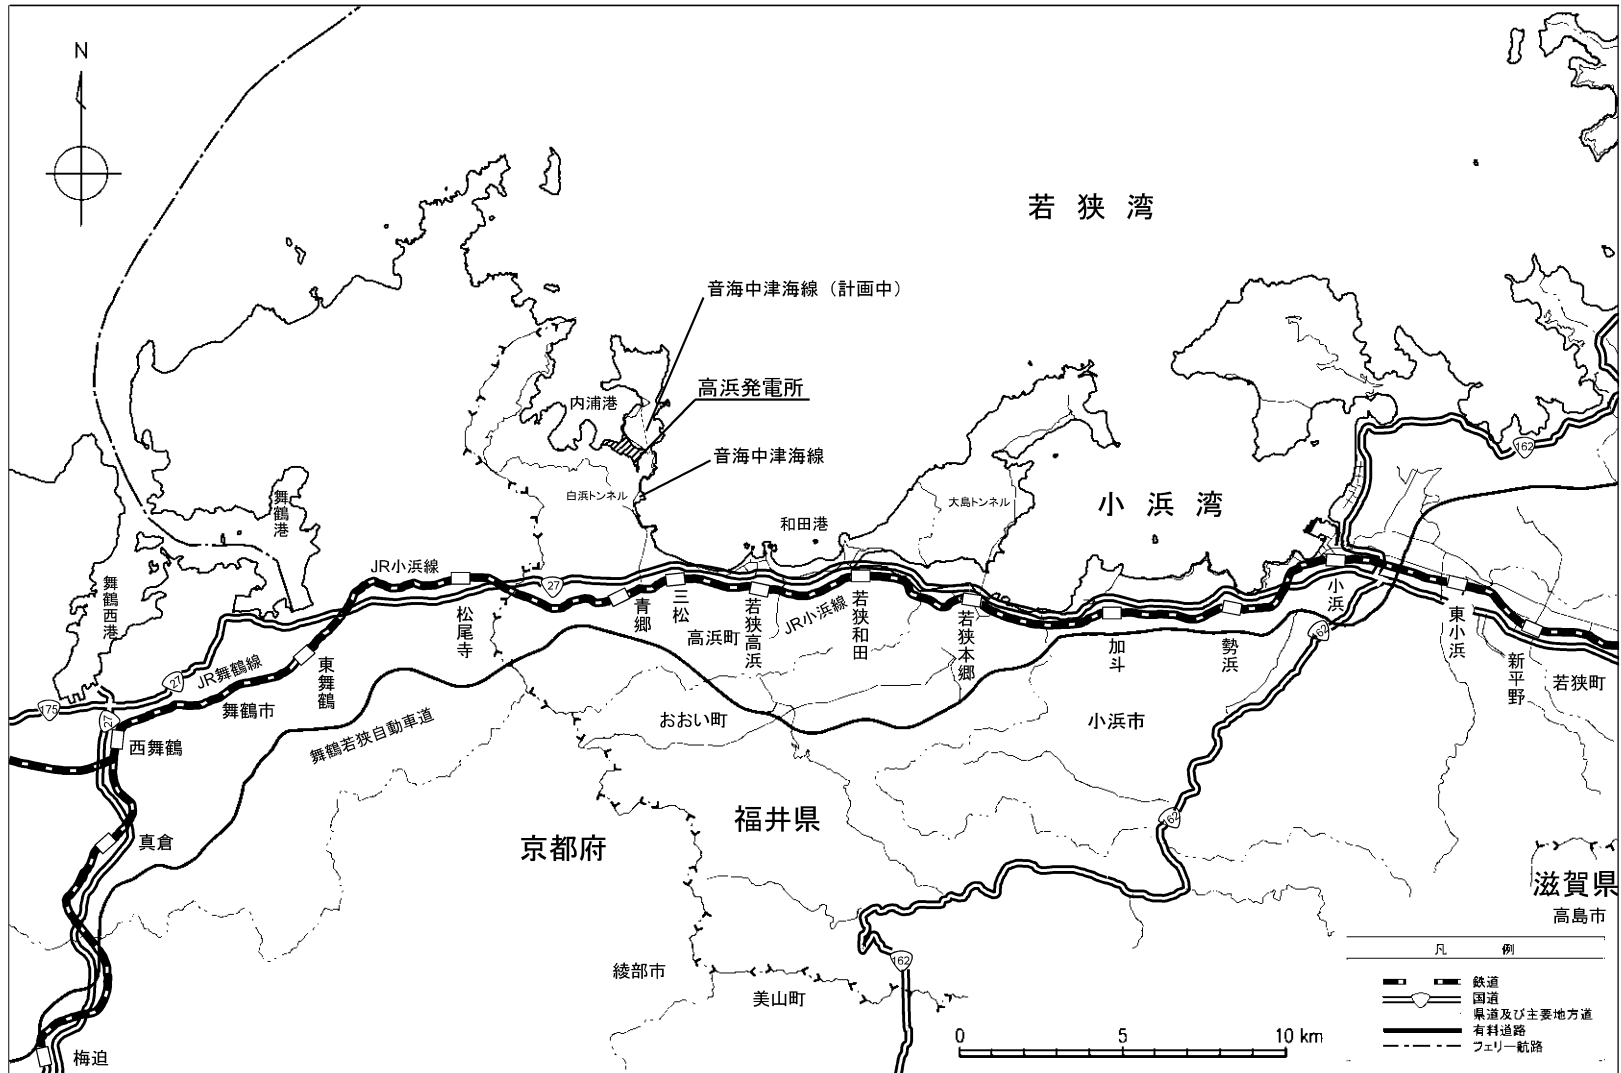 N
若狭湾
音海中津海線（計画中）
高浜発電所
内浦港
音海中津海線
白浜トンネル
大島トンネル
小浜湾
和田港
162
舞鶴港
舞鶴西港
JR小浜線
27
松尾寺
青郷
三松
高浜町
若狭高浜
JR小浜線
若狭和田
若狭本郷
加斗
勢浜
小浜
162
東小浜
新平野
若狭町
東舞鶴
27
JR舞鶴線
175
27
舞鶴市
西舞鶴
舞鶴若狭自動車道
おおい町
小浜市
真倉
京都府
福井県
162
滋賀県
高島市
綾部市
美山町
162
梅迫
凡例
鉄道
国道
県道及び主要地方道
有料道路
フェリー航路
0 5 10 km